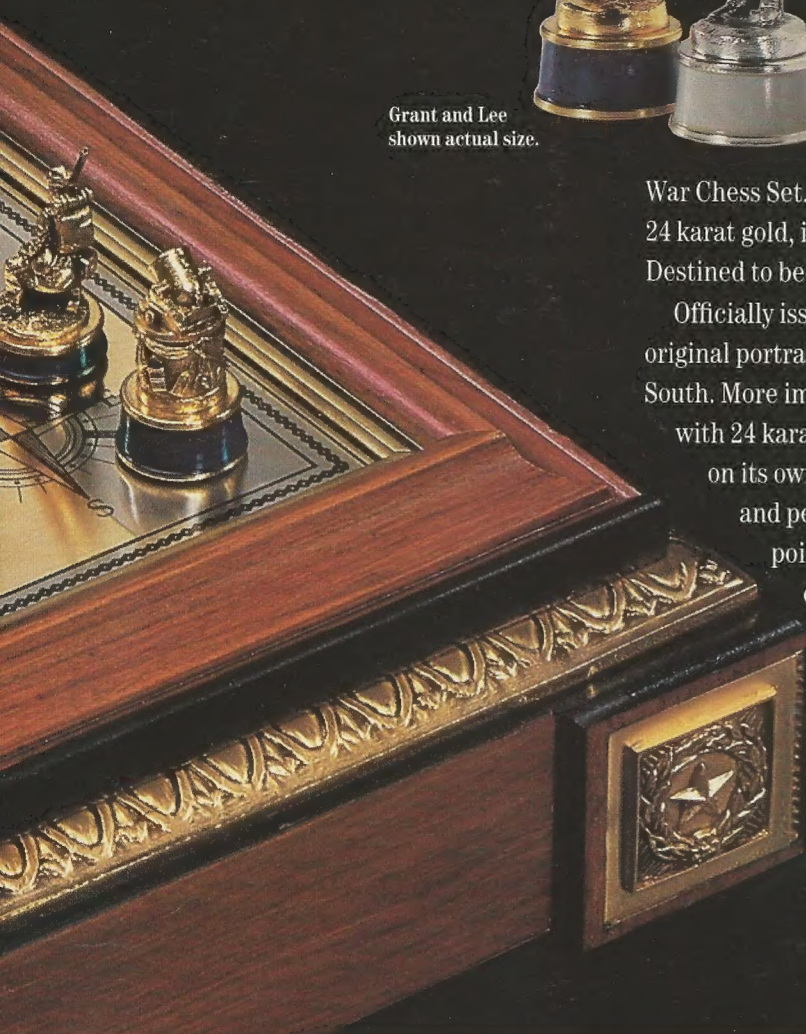 Grant and Lee
shown actual size.
War Chess Set.
24 karat gold, i
Destined to be
Officially iss
original portra
South. More im
with 24 kara
on its ow
and pe
poi
S